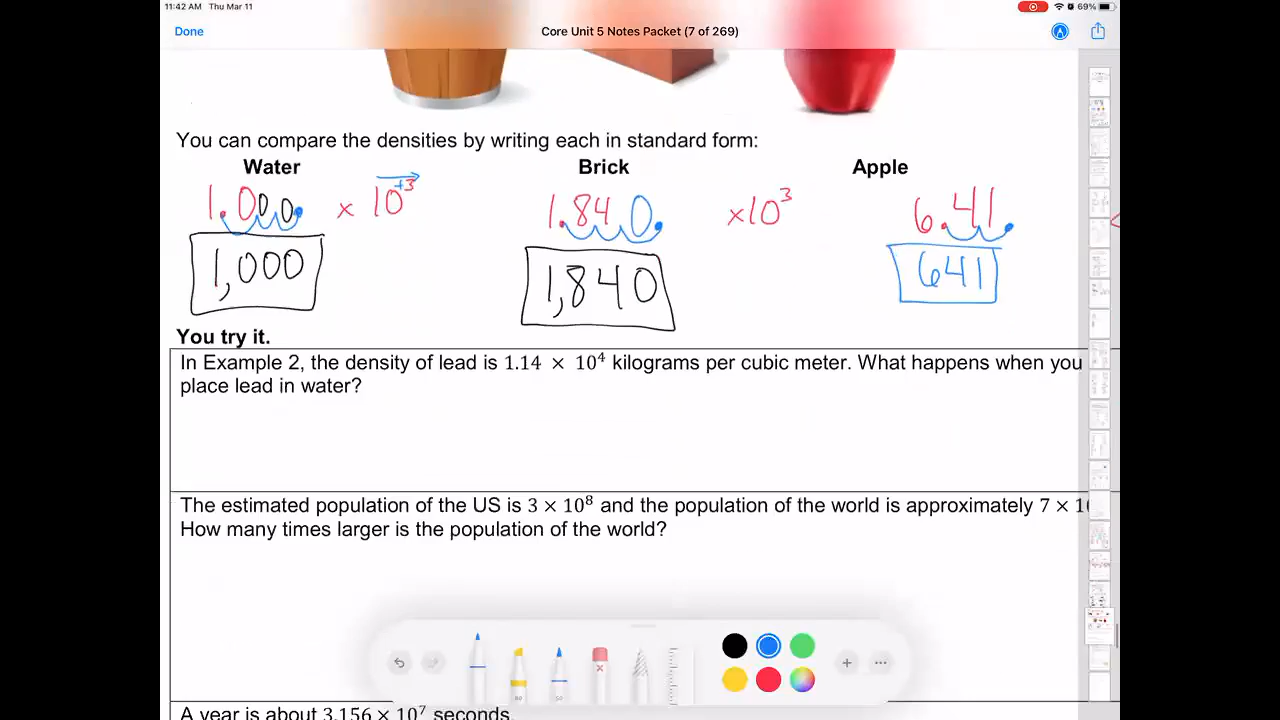 11:42 AM Thu Mar 11
69%
Done
Core Unit 5 Notes Packet (7 of 269)
You can compare the densities by writing each in standard form:
Water Brick Apple
1.000 × 10⁺³ 1.840 ×10³ 6.41
1,000 1,840 641
You try it.
In Example 2, the density of lead is 1.14 × 10⁴ kilograms per cubic meter. What happens when you
place lead in water?
The estimated population of the US is 3 × 10⁸ and the population of the world is approximately 7 × 1
How many times larger is the population of the world?
A year is about 3.156 × 10⁷ seconds.